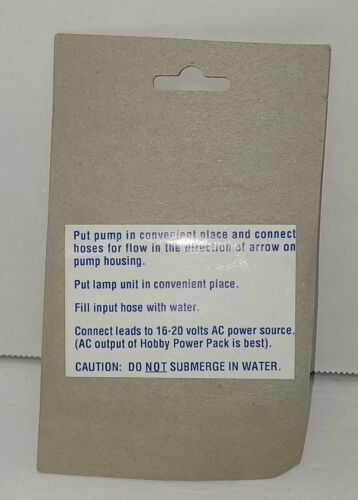 Put pump in convenient place and connect
hoses for flow in the direction of arrow on
pump housing.
Put lamp unit in convenient place.
Fill input hose with water.
Connect leads to 16-20 volts AC power source.
(AC output of Hobby Power Pack is best).
CAUTION: DO NOT SUBMERGE IN WATER.